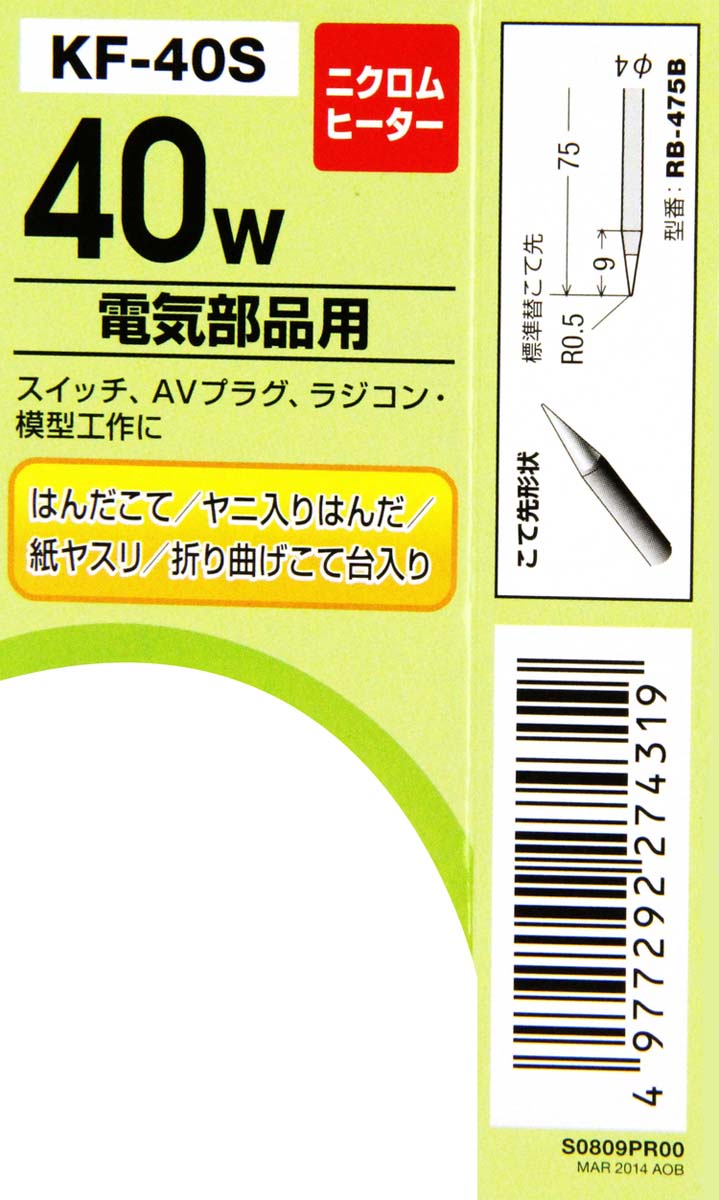 KF-40S
ニクロム
ヒーター
40W
電気部品用
スイッチ、AVプラグ、ラジコン・
模型工作に
はんだこて／ヤニ入りはんだ／
紙ヤスリ／折り曲げこて台入り
こて先形状
標準替こて先
R0.5
9
75
φ4
型番：RB-475B
4 977292 274319
S0809PR00
MAR 2014 AOB